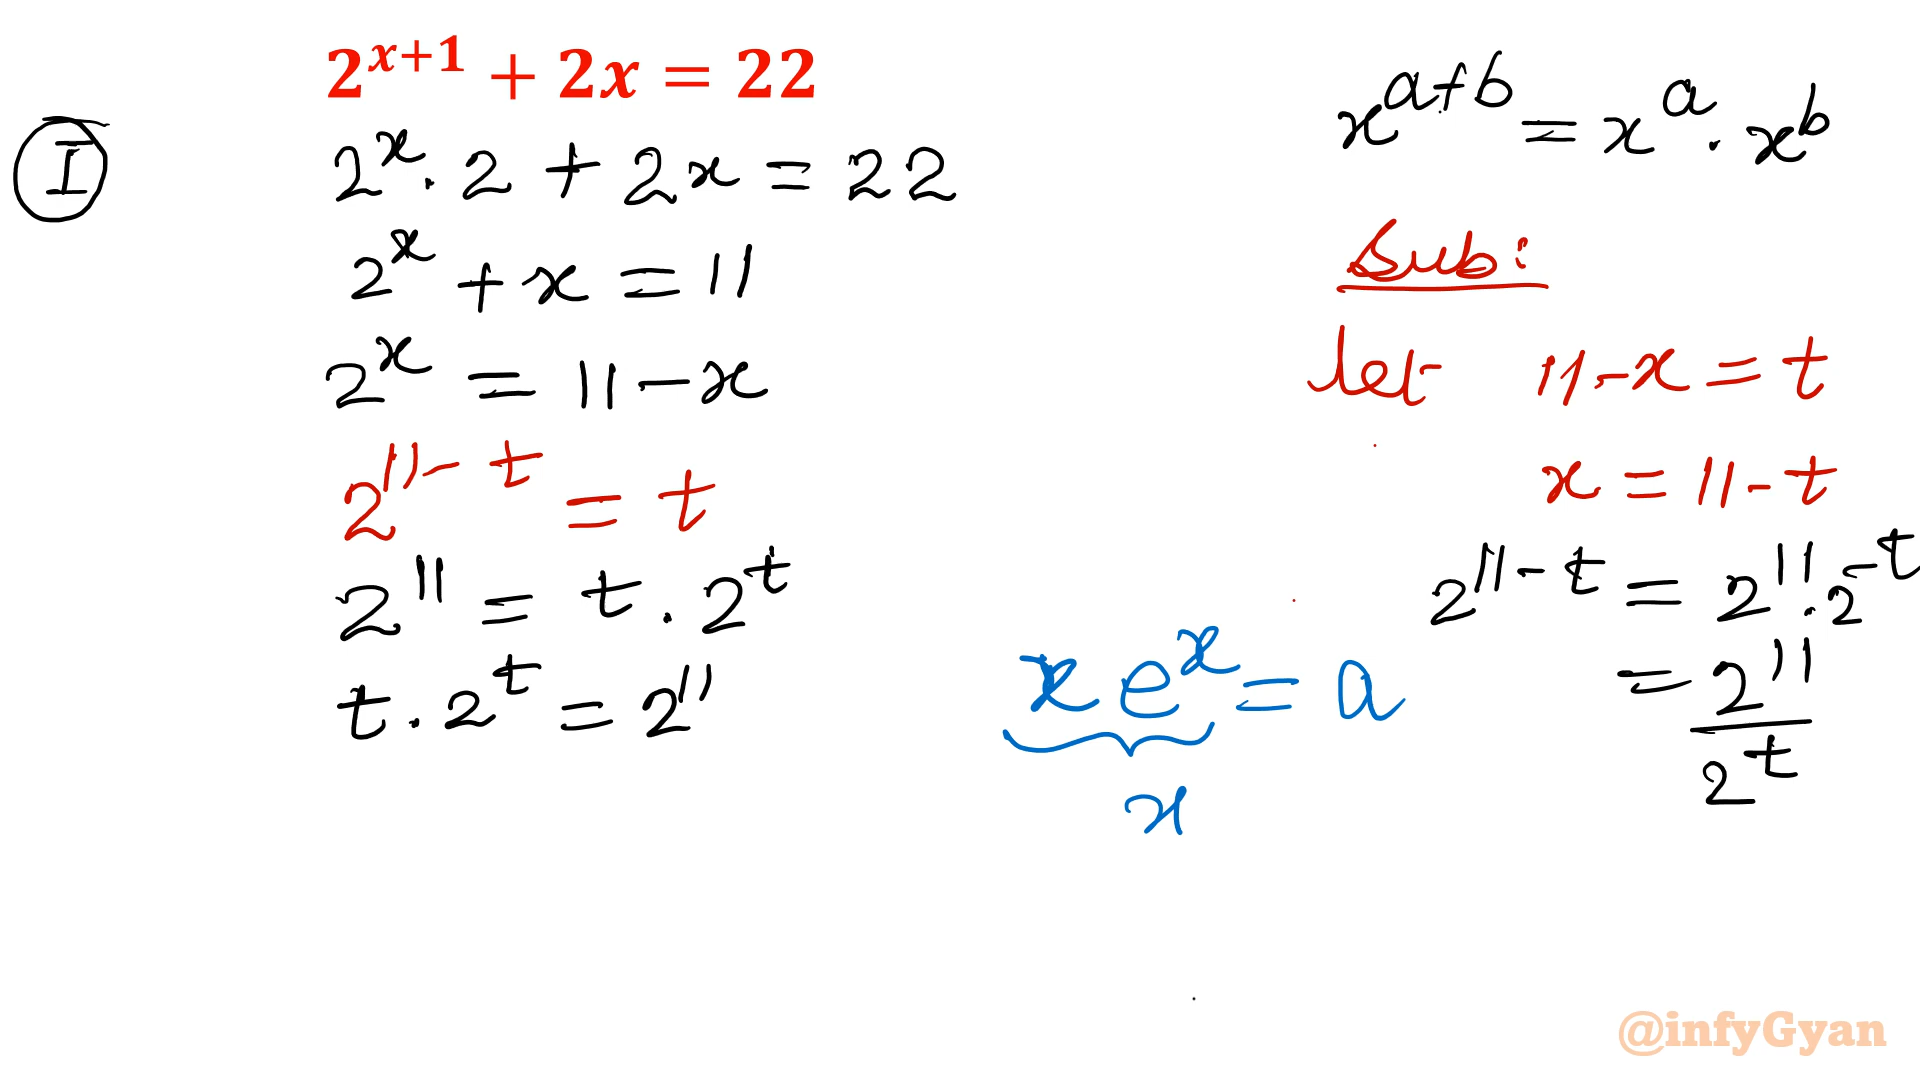 2^{x+1} + 2x = 22
I
2^x · 2 + 2x = 22
2^x + x = 11
2^x = 11 - x
2^{11-t} = t
2^{11} = t · 2^t
t · 2^t = 2^{11}
x e^x = a
x
x^{a+b} = x^a · x^b
Sub:
let 11 - x = t
x = 11 - t
2^{11-t} = 2^{11} · 2^{-t}
= 2^{11}
2^t
@infyGyan